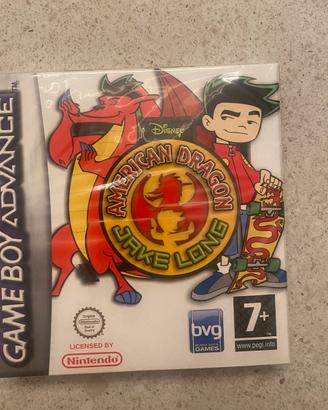 GAME BOY ADVANCE
Disney
AMERICAN DRAGON
JAKE LONG
Original
Nintendo
Seal of
Quality
LICENSED BY
Nintendo
bvg
GAMES
7+
www.pegi.info